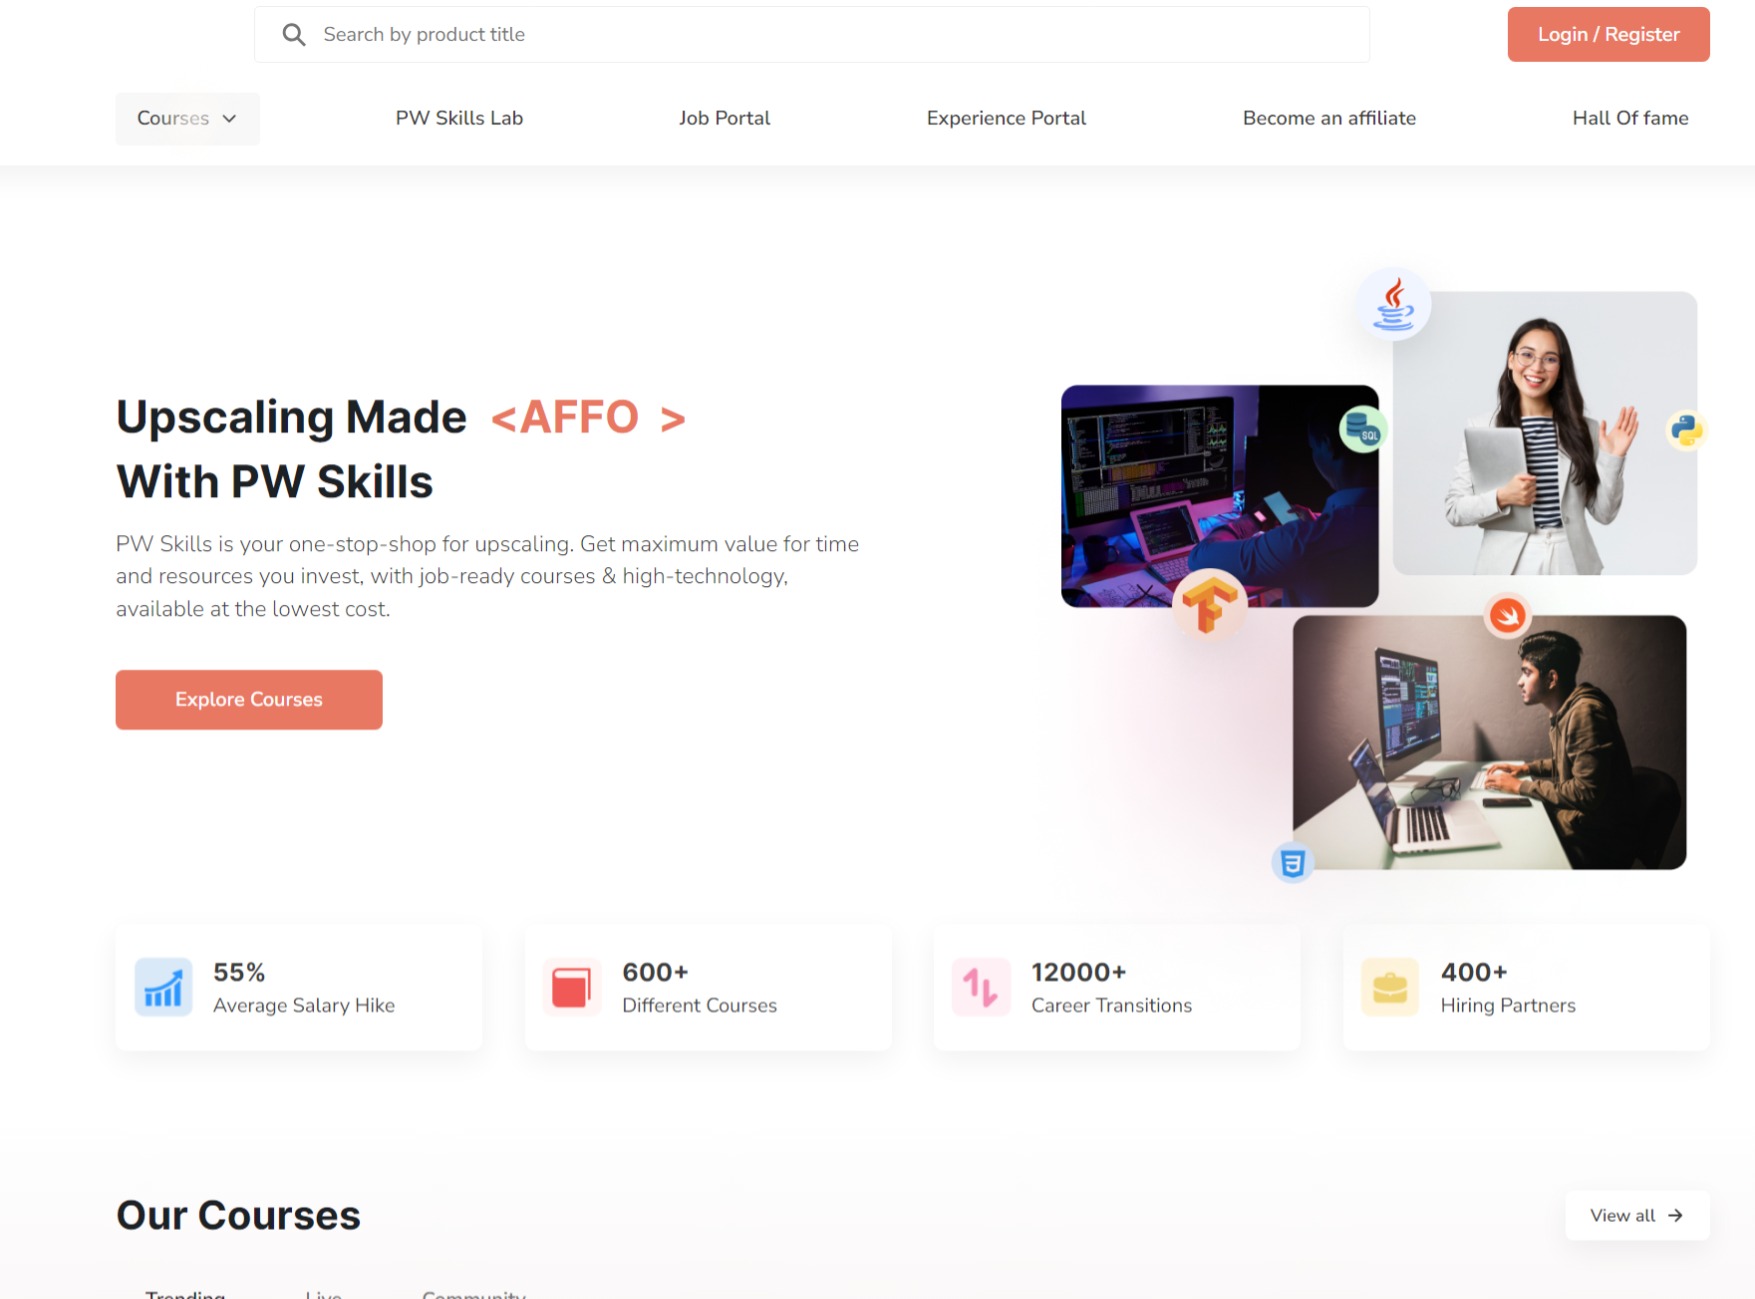 Search by product title
Login / Register
Courses
PW Skills Lab
Job Portal
Experience Portal
Become an affiliate
Hall Of fame
Upscaling Made <AFFO >
With PW Skills
PW Skills is your one-stop-shop for upscaling. Get maximum value for time
and resources you invest, with job-ready courses & high-technology,
available at the lowest cost.
Explore Courses
SQL
55%
Average Salary Hike
600+
Different Courses
12000+
Career Transitions
400+
Hiring Partners
Our Courses
View all
Trending
Live
Community